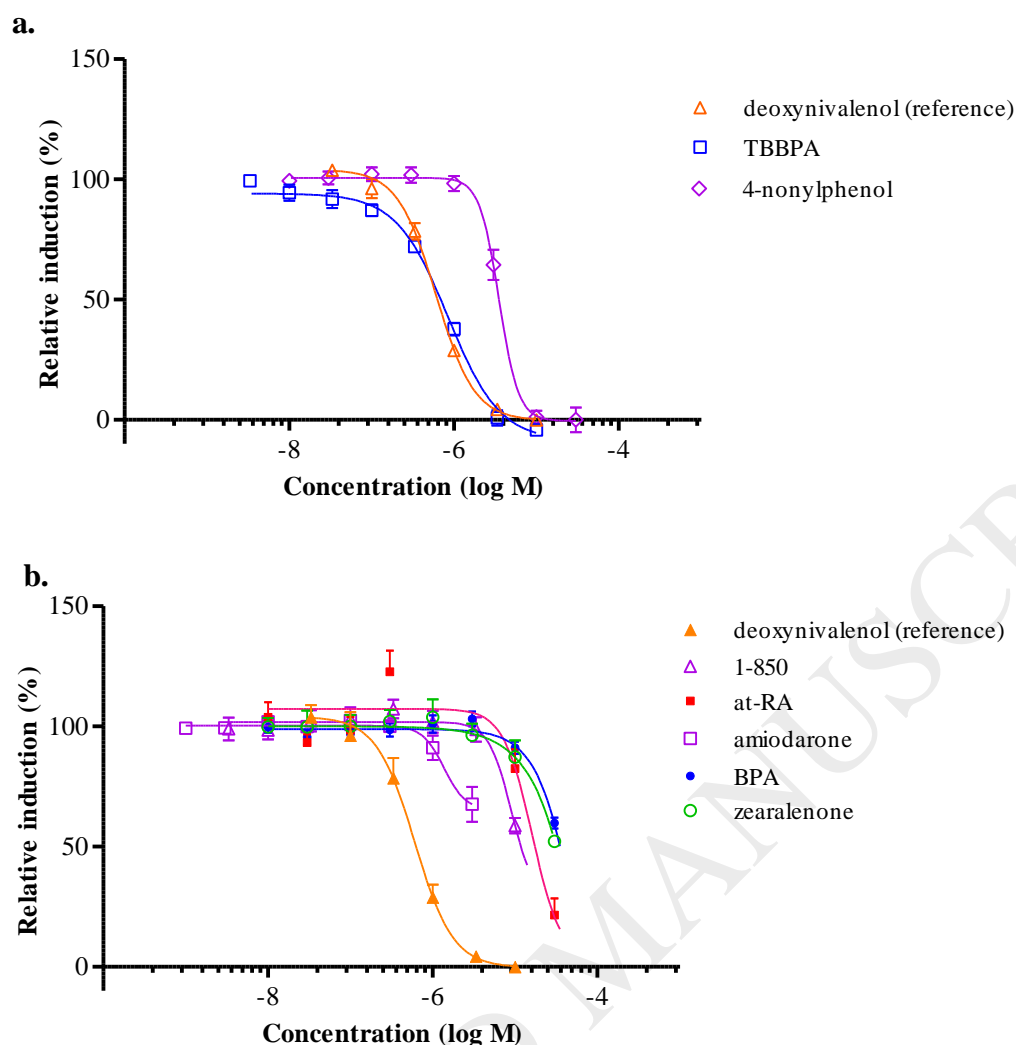 a.
150
100
50
0
Relative induction (%)
-8
-6
-4
Concentration (log M)
deoxynivalenol (reference)
TBBPA
4-nonylphenol
b.
150
100
50
0
Relative induction (%)
-8
-6
-4
Concentration (log M)
deoxynivalenol (reference)
1-850
at-RA
amiodarone
BPA
zearalenone
MANUSCR